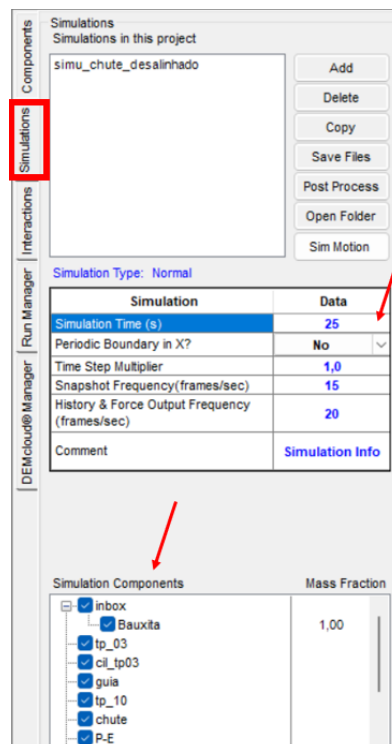 Components
Simulations
Interactions
Run Manager
DEMcloud® Manager
Simulations
Simulations in this project
simu_chute_desalinhado
Add
Delete
Copy
Save Files
Post Process
Open Folder
Sim Motion
Simulation Type: Normal
Simulation Data
Simulation Time (s) 25
Periodic Boundary in X? No
Time Step Multiplier 1,0
Snapshot Frequency(frames/sec) 15
History & Force Output Frequency
(frames/sec) 20
Comment Simulation Info
Simulation Components Mass Fraction
inbox
Bauxita 1,00
tp_03
cil_tp03
guia
tp_10
chute
P-E